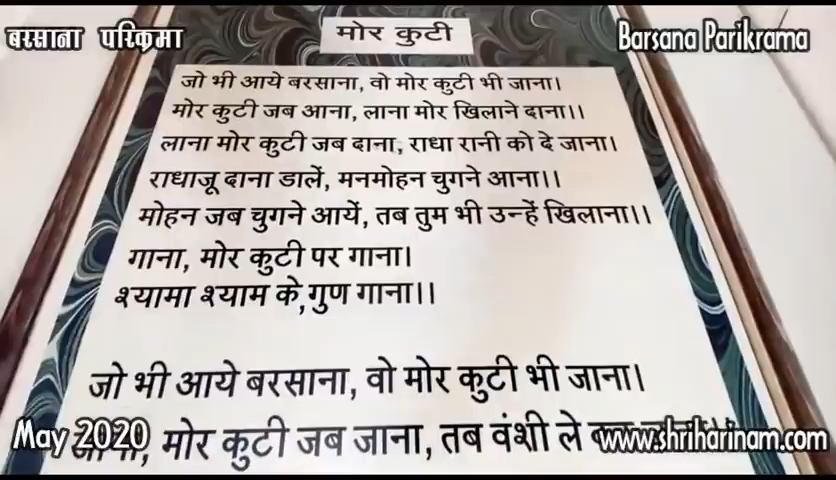 बरसाना परिक्रमा
मोर कुटी
Barsana Parikrama
जो भी आये बरसाना, वो मोर कुटी भी जाना।
मोर कुटी जब आना, लाना मोर खिलाने दाना।।
लाना मोर कुटी जब दाना, राधा रानी को दे जाना।
राधाजू दाना डालें, मनमोहन चुगने आना।।
मोहन जब चुगने आयें, तब तुम भी उन्हें खिलाना।।
गाना, मोर कुटी पर गाना।
श्यामा श्याम के,गुण गाना।।
जो भी आये बरसाना, वो मोर कुटी भी जाना।
मोर कुटी जब जाना, तब वंशी ले
May 2020
www.shriharinam.com